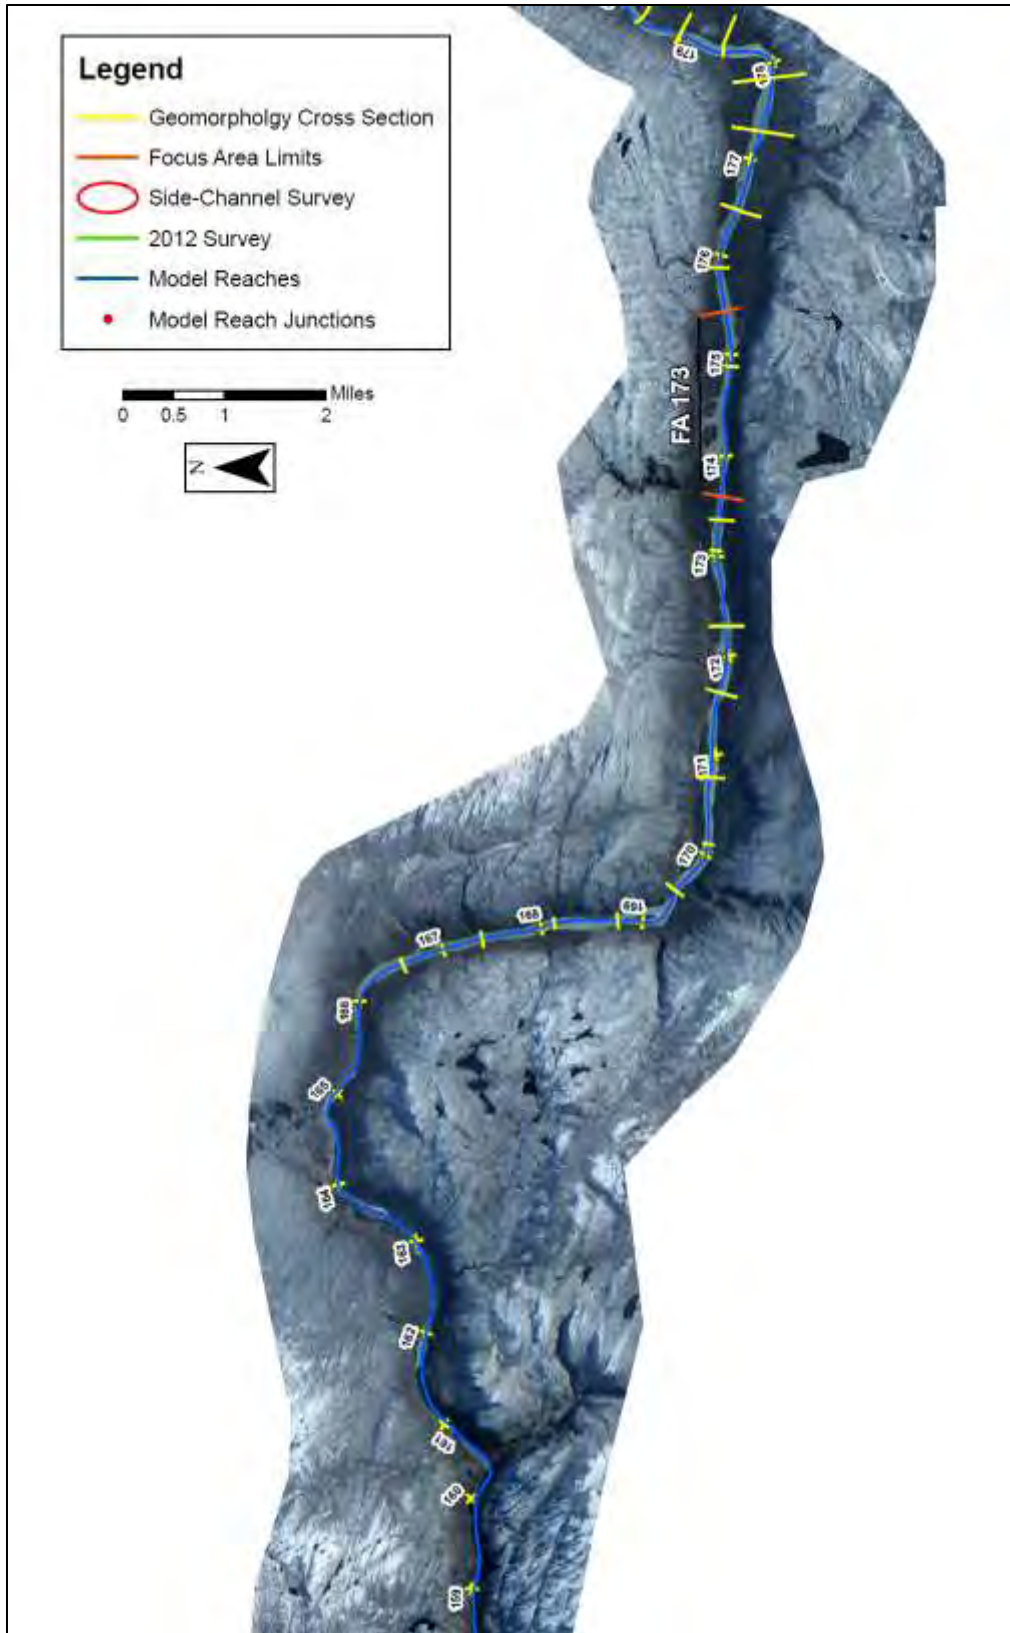 Legend
Geomorpholgy Cross Section
Focus Area Limits
Side-Channel Survey
2012 Survey
Model Reaches
Model Reach Junctions
0 0.5 1 2 Miles
N
179
178
177
176
175
FA 173
174
173
172
171
170
169
168
167
166
165
164
163
162
161
160
159